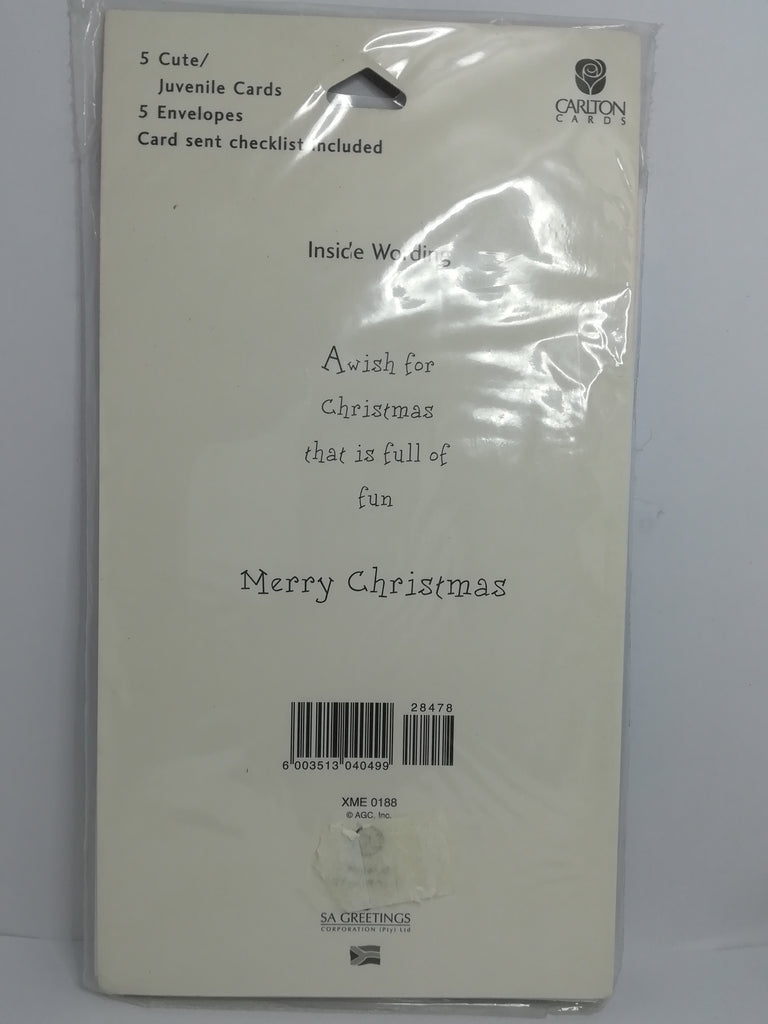 5 Cute/
Juvenile Cards
5 Envelopes
Card sent checklist included
CARLTON
CARDS
Inside Wording
A wish for
Christmas
that is full of
fun
Merry Christmas
28478
6 003513 040499
XME 0188
© AGC, Inc.
SA GREETINGS
CORPORATION (Pty) Ltd